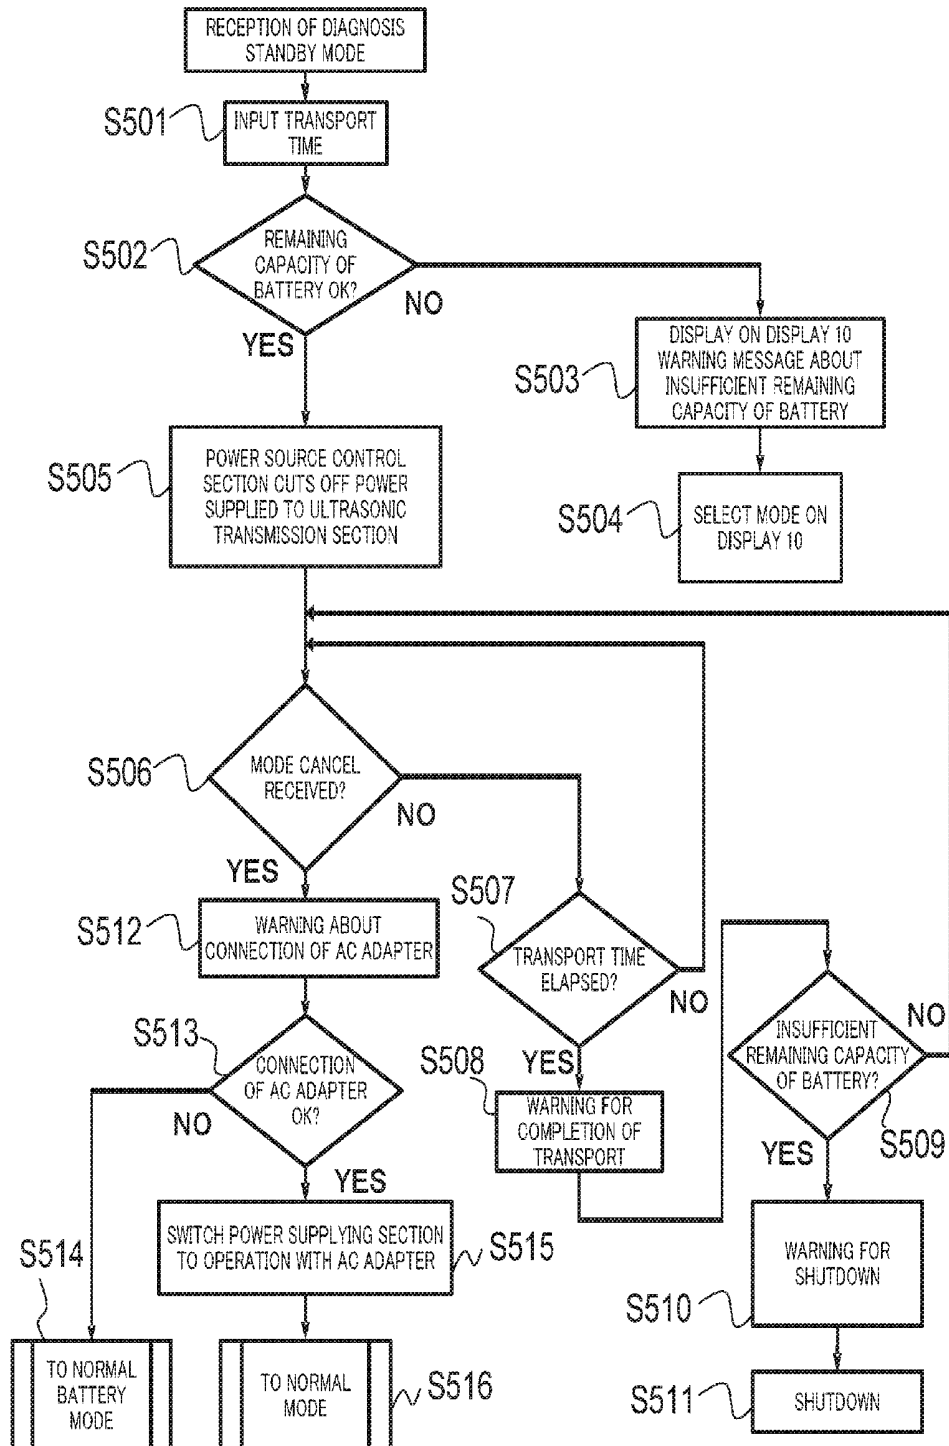 RECEPTION OF DIAGNOSIS
STANDBY MODE
S501
INPUT TRANSPORT
TIME
S502
REMAINING
CAPACITY OF
BATTERY OK?
NO
YES
S503
DISPLAY ON DISPLAY 10
WARNING MESSAGE ABOUT
INSUFFICIENT REMAINING
CAPACITY OF BATTERY
S504
SELECT MODE ON
DISPLAY 10
S505
POWER SOURCE CONTROL
SECTION CUTS OFF POWER
SUPPLIED TO ULTRASONIC
TRANSMISSION SECTION
S506
MODE CANCEL
RECEIVED?
NO
YES
S507
TRANSPORT TIME
ELAPSED?
NO
YES
S508
WARNING FOR
COMPLETION OF
TRANSPORT
INSUFFICIENT
REMAINING CAPACITY
OF BATTERY?
NO
S509
YES
S510
WARNING FOR
SHUTDOWN
S511
SHUTDOWN
S512
WARNING ABOUT
CONNECTION OF AC ADAPTER
S513
CONNECTION
OF AC ADAPTER
OK?
NO
YES
SWITCH POWER SUPPLYING SECTION
TO OPERATION WITH AC ADAPTER
S515
S514
TO NORMAL
BATTERY
MODE
TO NORMAL
MODE
S516